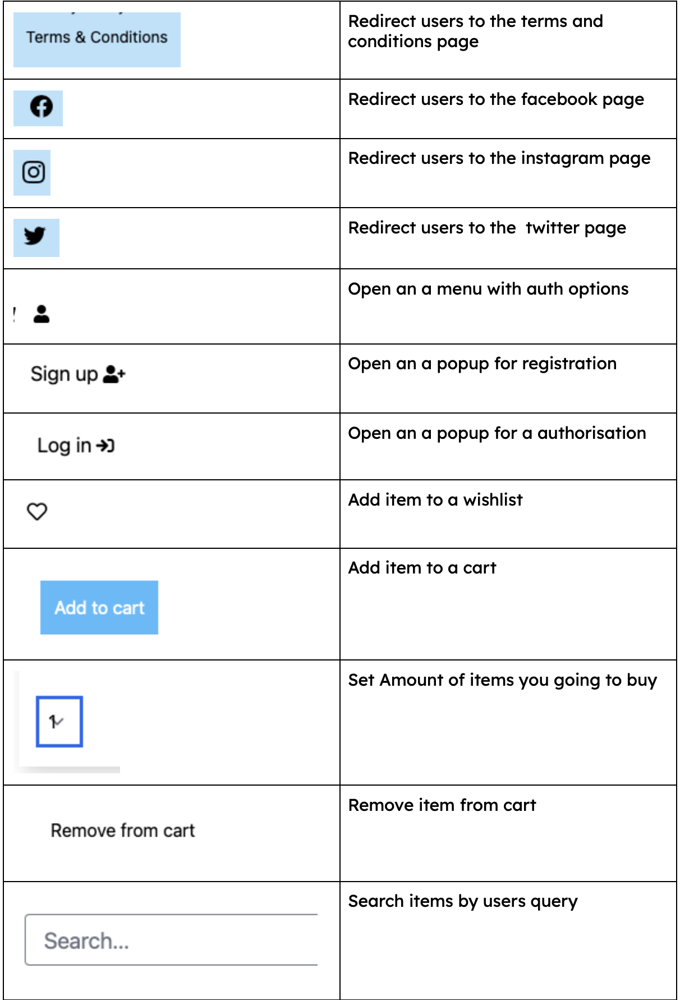 Terms & Conditions
Redirect users to the terms and
conditions page
Redirect users to the facebook page
Redirect users to the instagram page
Redirect users to the  twitter page
Open an a menu with auth options
Sign up
Open an a popup for registration
Log in
Open an a popup for a authorisation
Add item to a wishlist
Add to cart
Add item to a cart
1
Set Amount of items you going to buy
Remove from cart
Remove item from cart
Search...
Search items by users query